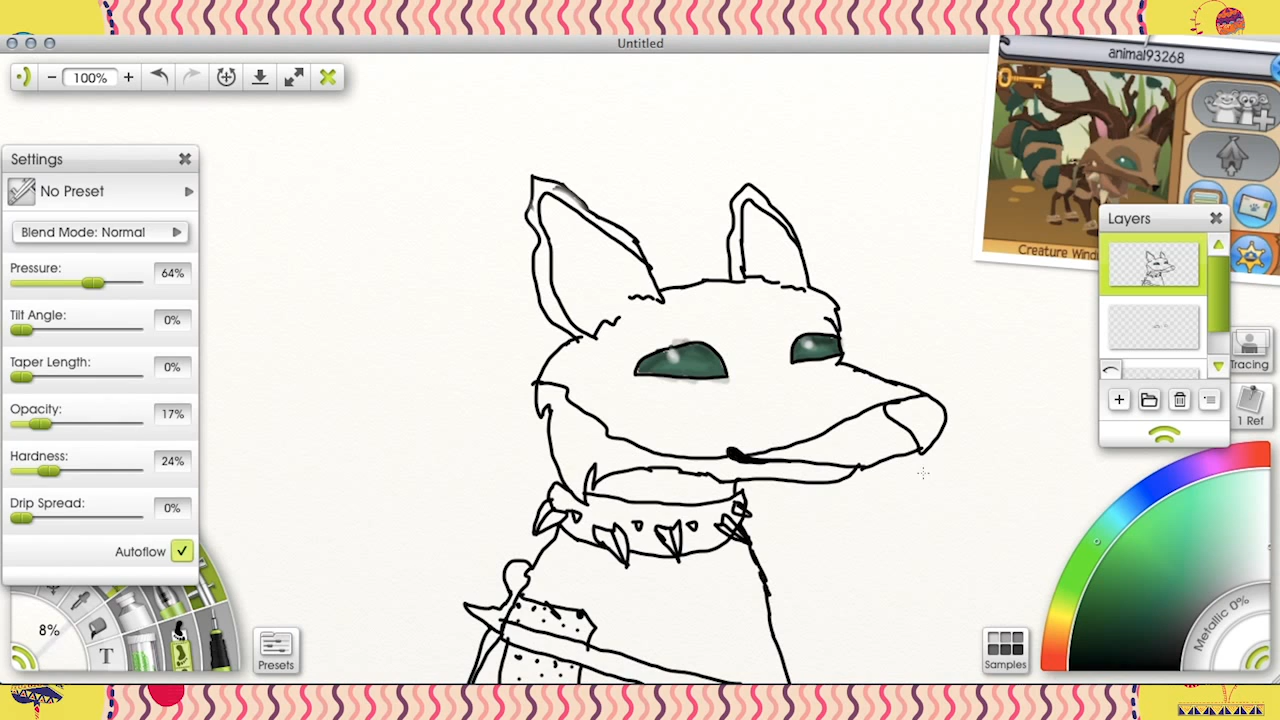 Untitled
animal93268
100%
Settings
No Preset
Blend Mode: Normal
Pressure:
64%
Tilt Angle:
0%
Taper Length:
0%
Opacity:
17%
Hardness:
24%
Drip Spread:
0%
Autoflow
8%
T
Presets
Creature
Layers
Tracing
1 Ref
Metallic 0%
Samples